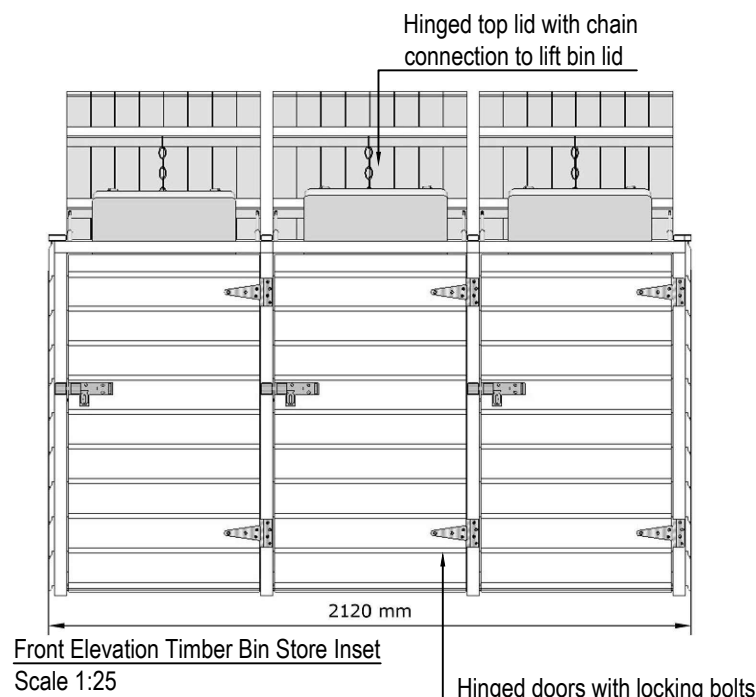 Hinged top lid with chain
connection to lift bin lid
2120 mm
Front Elevation Timber Bin Store Inset
Scale 1:25
Hinged doors with locking bolts